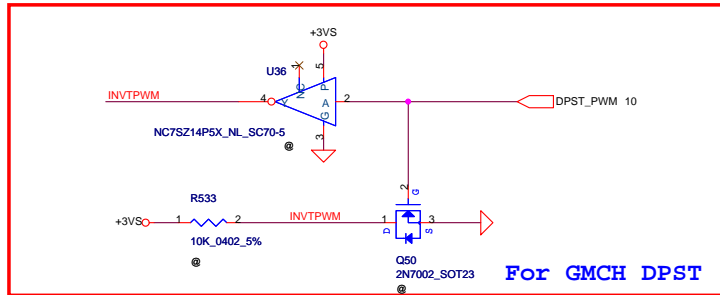 +3VS
U36
1
NC
5
P
INVTPWM
4
Y
A
2
DPST_PWM 10
G
3
NC7SZ14P5X_NL_SC70-5
@
R533
2
G
+3VS
1
2
INVTPWM
1
3
D
S
10K_0402_5%
@
Q50
2N7002_SOT23
@
For GMCH DPST